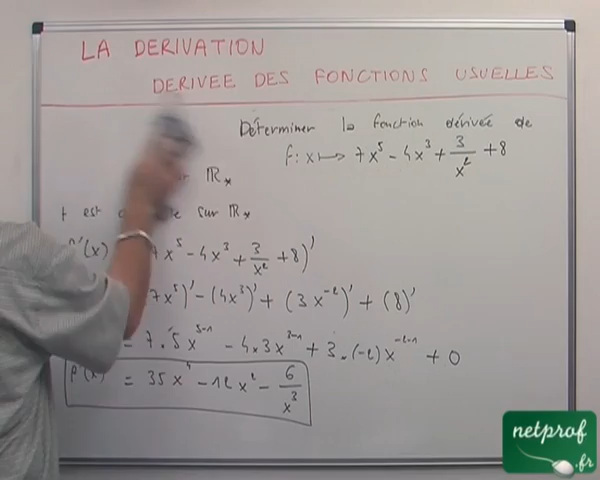 LA DERIVATION
DERIVEE DES FONCTIONS USUELLES
Déterminer la fonction dérivée de
f: x ⟼ 7x⁵ - 4x³ + 3/x² + 8
sur ℝ*
f est sur ℝ*
'(x) 7x⁵ - 4x³ + 3/x² + 8)'
7x⁵)' - (4x³)' + (3x⁻²)' + (8)'
= 7.5x⁵⁻¹ - 4x3x³⁻¹ + 3.(-2)x⁻²⁻¹ + 0
f'(x) = 35x⁴ - 12x² - 6/x³
netprof
.fr